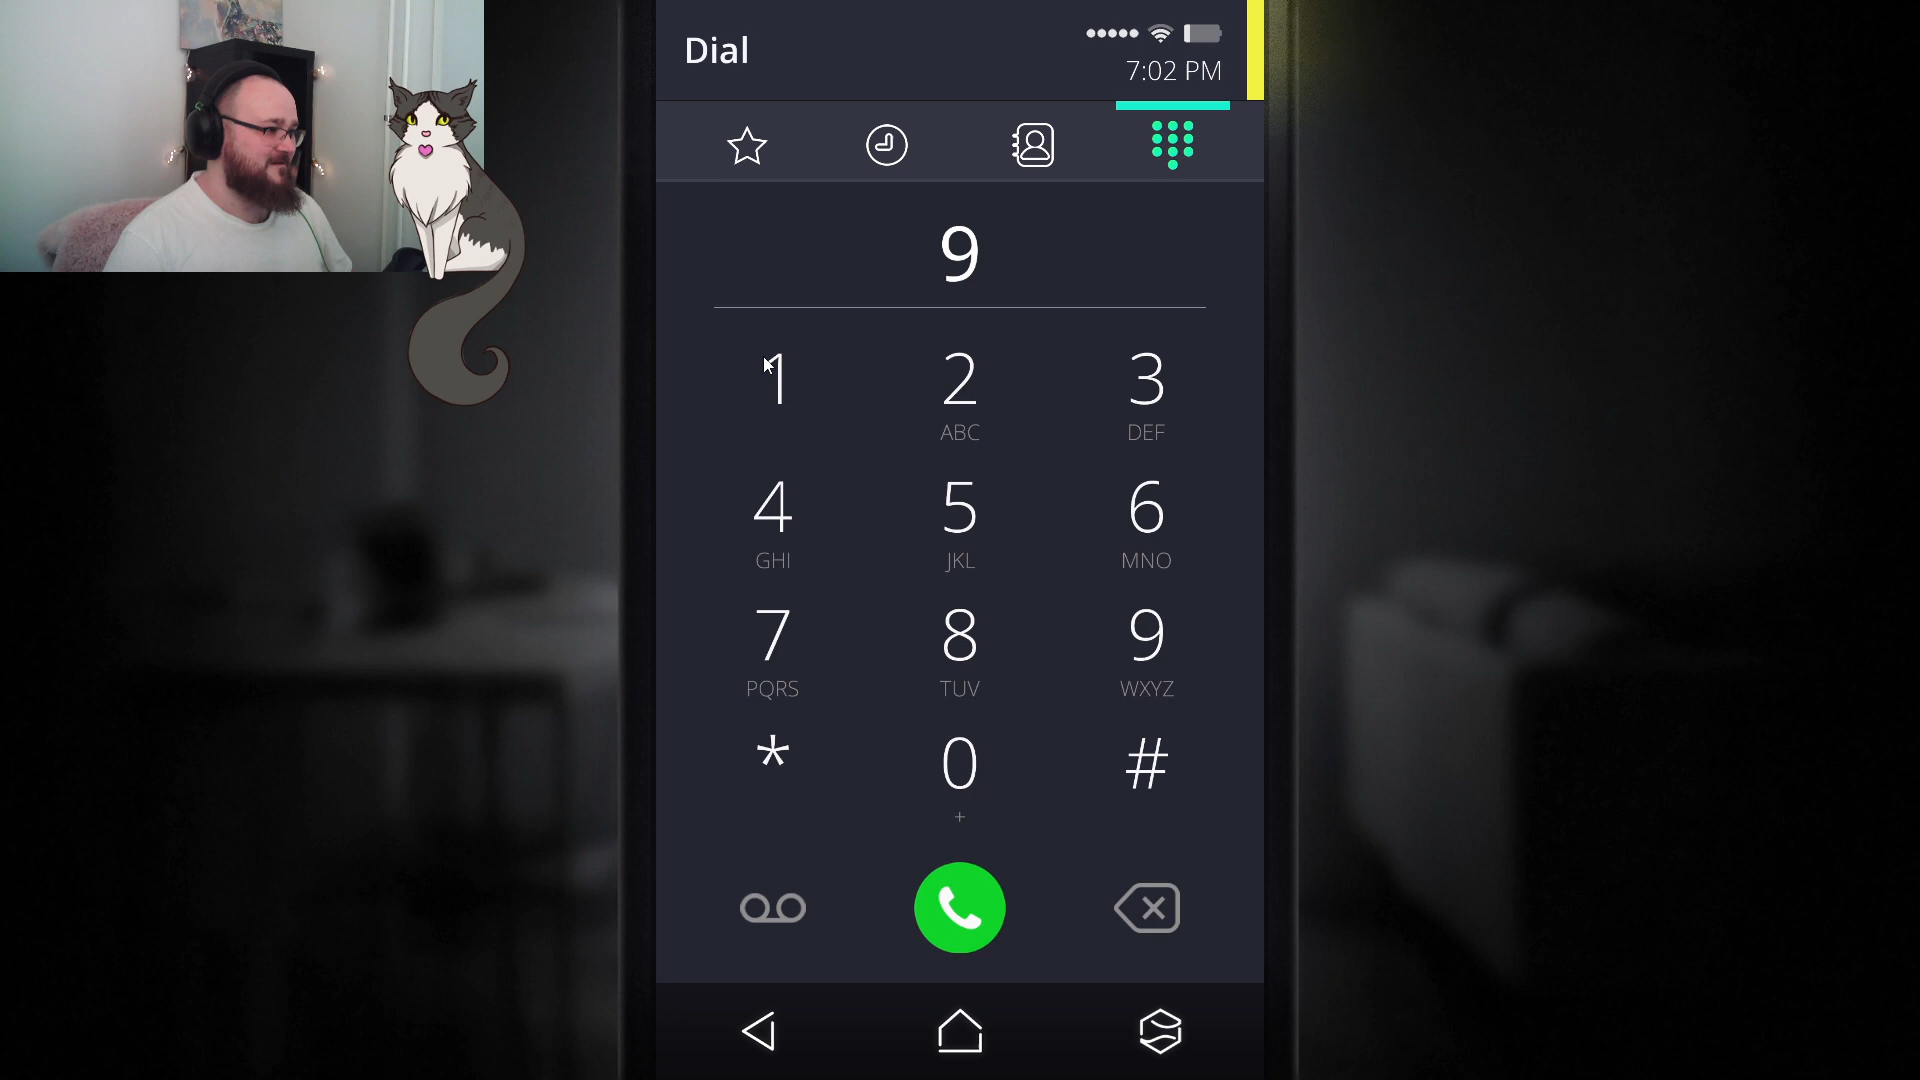 Dial
7:02 PM
9
1 2 3
ABC DEF
4 5 6
GHI JKL MNO
7 8 9
PQRS TUV WXYZ
* 0 #
+